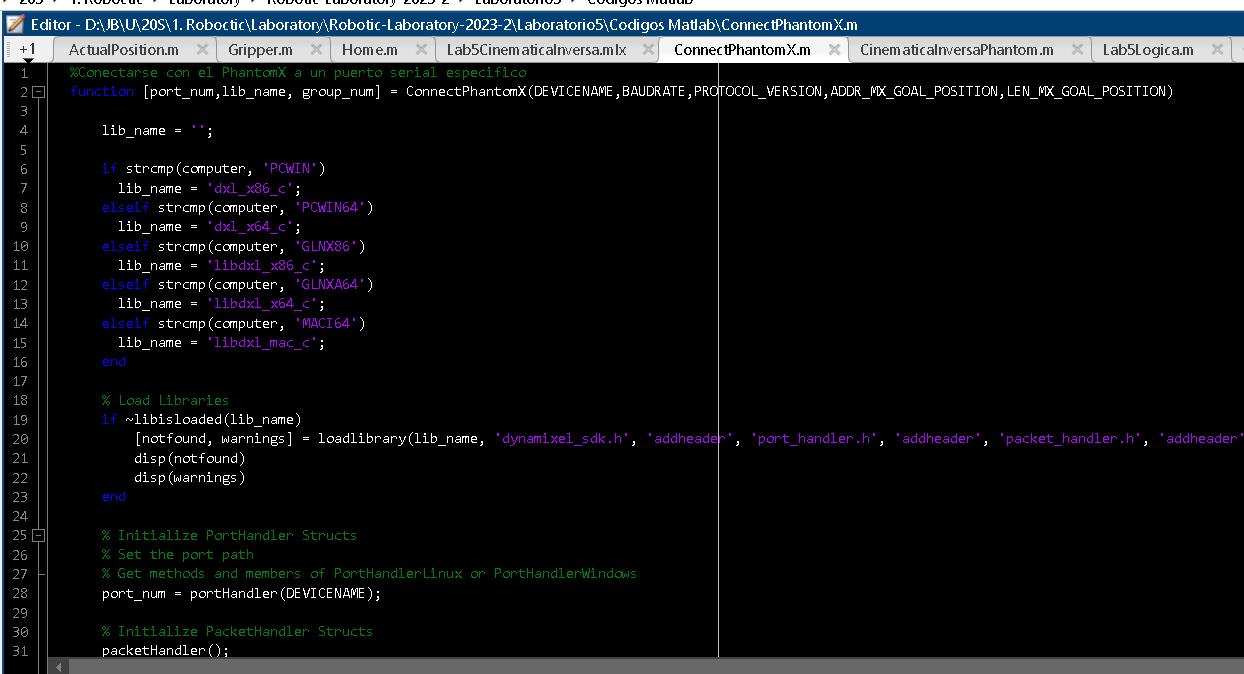 Editor - D:\JB\U\20S\1. Roboctic\Laboratory\Robotic-Laboratory-2023-2\Laboratorio5\Codigos Matlab\ConnectPhantomX.m
+1 ActualPosition.m Gripper.m Home.m Lab5CinematicaInversa.mlx ConnectPhantomX.m CinematicaInversaPhantom.m Lab5Logica.m
1 %Conectarse con el PhantomX a un puerto serial especifico
2 function [port_num,lib_name, group_num] = ConnectPhantomX(DEVICENAME,BAUDRATE,PROTOCOL_VERSION,ADDR_MX_GOAL_POSITION,LEN_MX_GOAL_POSITION)
3
4 lib_name = '';
5
6 if strcmp(computer, 'PCWIN')
7 lib_name = 'dxl_x86_c';
8 elseif strcmp(computer, 'PCWIN64')
9 lib_name = 'dxl_x64_c';
10 elseif strcmp(computer, 'GLNX86')
11 lib_name = 'libdxl_x86_c';
12 elseif strcmp(computer, 'GLNXA64')
13 lib_name = 'libdxl_x64_c';
14 elseif strcmp(computer, 'MACI64')
15 lib_name = 'libdxl_mac_c';
16 end
17
18 % Load Libraries
19 if ~libisloaded(lib_name)
20 [notfound, warnings] = loadlibrary(lib_name, 'dynamixel_sdk.h', 'addheader', 'port_handler.h', 'addheader', 'packet_handler.h', 'addheader'
21 disp(notfound)
22 disp(warnings)
23 end
24
25 % Initialize PortHandler Structs
26 % Set the port path
27 % Get methods and members of PortHandlerLinux or PortHandlerWindows
28 port_num = portHandler(DEVICENAME);
29
30 % Initialize PacketHandler Structs
31 packetHandler();